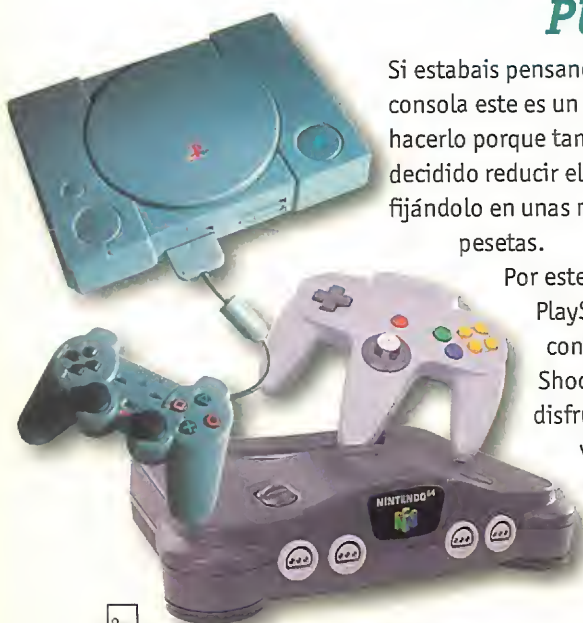 Si estabais pensand
consola este es un
hacerlo porque tan
decidido reducir el
fijándolo en unas
pesetas.
Por este
PlayS
con
Shoc
disfru
NINTENDO64